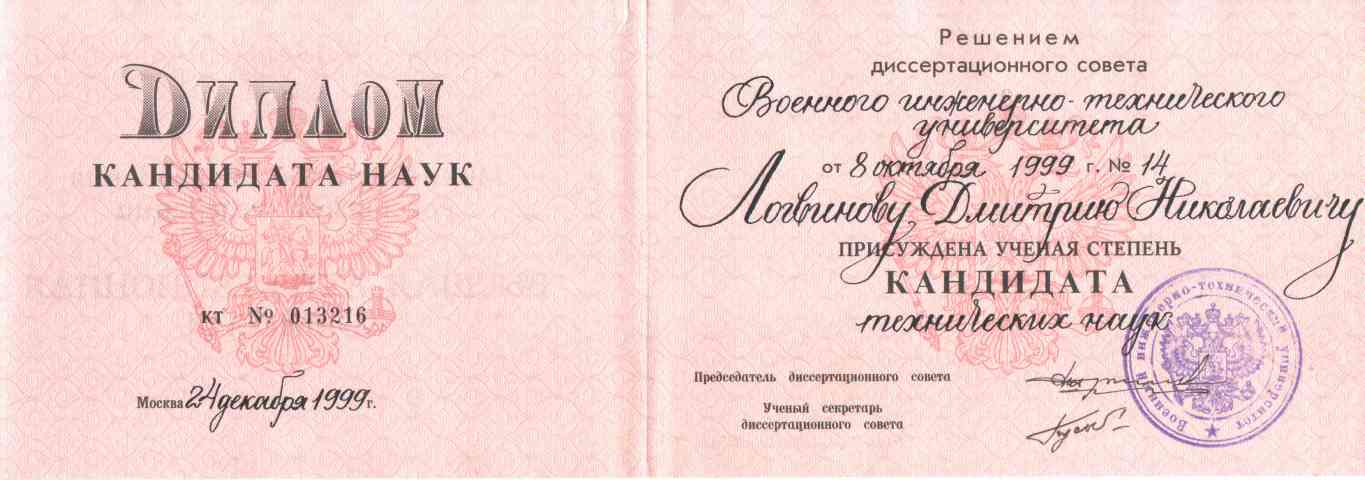 ДИПЛОМ
КАНДИДАТА НАУК
КТ № 013216
Москва 24 декабря 1999 г.
Решением
диссертационного совета
Военного инженерно-технического
университета
от 8 октября 1999 г. № 14
Логвинову Дмитрию Николаевичу
ПРИСУЖДЕНА УЧЕНАЯ СТЕПЕНЬ
КАНДИДАТА
технических наук
Председатель диссертационного совета
Ученый секретарь
диссертационного совета
Военный инженерно-технический университет